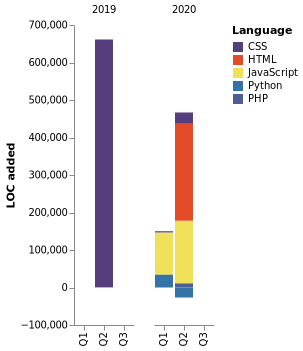 2019 2020
Language
CSS
HTML
JavaScript
Python
PHP
LOC added
700,000
600,000
500,000
400,000
300,000
200,000
100,000
0
−100,000
Q1 Q2 Q3 Q1 Q2 Q3